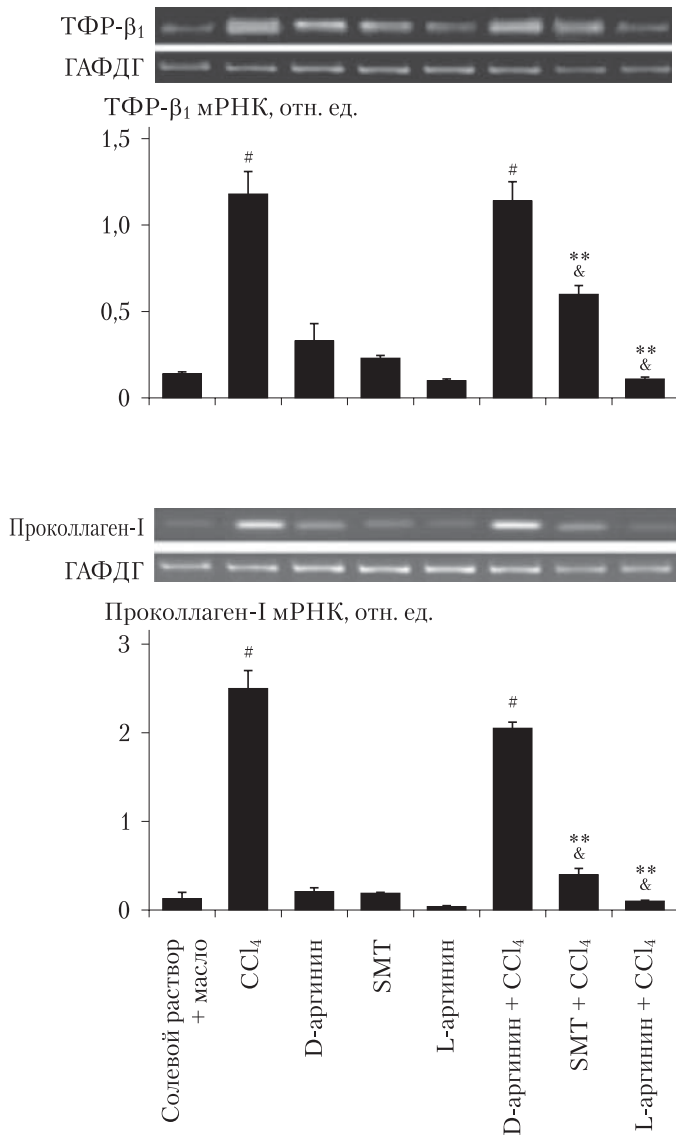 ТФР-β₁
ГАФДГ
ТФР-β₁ мРНК, отн. ед.
1,5
1,0
0,5
0
#
#
**
&
**
&
Проколлаген-I
ГАФДГ
Проколлаген-I мРНК, отн. ед.
3
2
1
0
#
#
**
&
**
&
Солевой раствор
+ масло
CCl₄
D-аргинин
SMT
L-аргинин
D-аргинин + CCl₄
SMT + CCl₄
L-аргинин + CCl₄